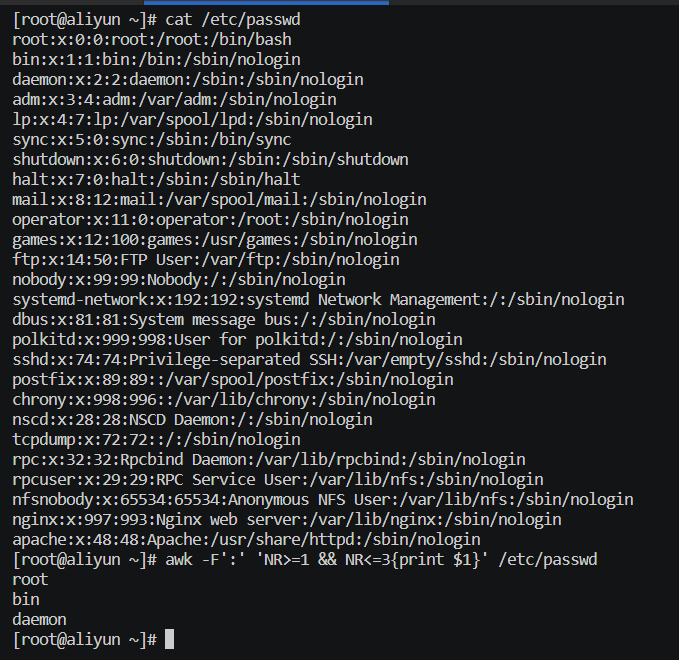 [root@aliyun ~]# cat /etc/passwd
root:x:0:0:root:/root:/bin/bash
bin:x:1:1:bin:/bin:/sbin/nologin
daemon:x:2:2:daemon:/sbin:/sbin/nologin
adm:x:3:4:adm:/var/adm:/sbin/nologin
lp:x:4:7:lp:/var/spool/lpd:/sbin/nologin
sync:x:5:0:sync:/sbin:/bin/sync
shutdown:x:6:0:shutdown:/sbin:/sbin/shutdown
halt:x:7:0:halt:/sbin:/sbin/halt
mail:x:8:12:mail:/var/spool/mail:/sbin/nologin
operator:x:11:0:operator:/root:/sbin/nologin
games:x:12:100:games:/usr/games:/sbin/nologin
ftp:x:14:50:FTP User:/var/ftp:/sbin/nologin
nobody:x:99:99:Nobody:/:/sbin/nologin
systemd-network:x:192:192:systemd Network Management:/:/sbin/nologin
dbus:x:81:81:System message bus:/:/sbin/nologin
polkitd:x:999:998:User for polkitd:/:/sbin/nologin
sshd:x:74:74:Privilege-separated SSH:/var/empty/sshd:/sbin/nologin
postfix:x:89:89::/var/spool/postfix:/sbin/nologin
chrony:x:998:996::/var/lib/chrony:/sbin/nologin
nscd:x:28:28:NSCD Daemon:/:/sbin/nologin
tcpdump:x:72:72::/:/sbin/nologin
rpc:x:32:32:Rpcbind Daemon:/var/lib/rpcbind:/sbin/nologin
rpcuser:x:29:29:RPC Service User:/var/lib/nfs:/sbin/nologin
nfsnobody:x:65534:65534:Anonymous NFS User:/var/lib/nfs:/sbin/nologin
nginx:x:997:993:Nginx web server:/var/lib/nginx:/sbin/nologin
apache:x:48:48:Apache:/usr/share/httpd:/sbin/nologin
[root@aliyun ~]# awk -F':' 'NR>=1 && NR<=3{print $1}' /etc/passwd
root
bin
daemon
[root@aliyun ~]#